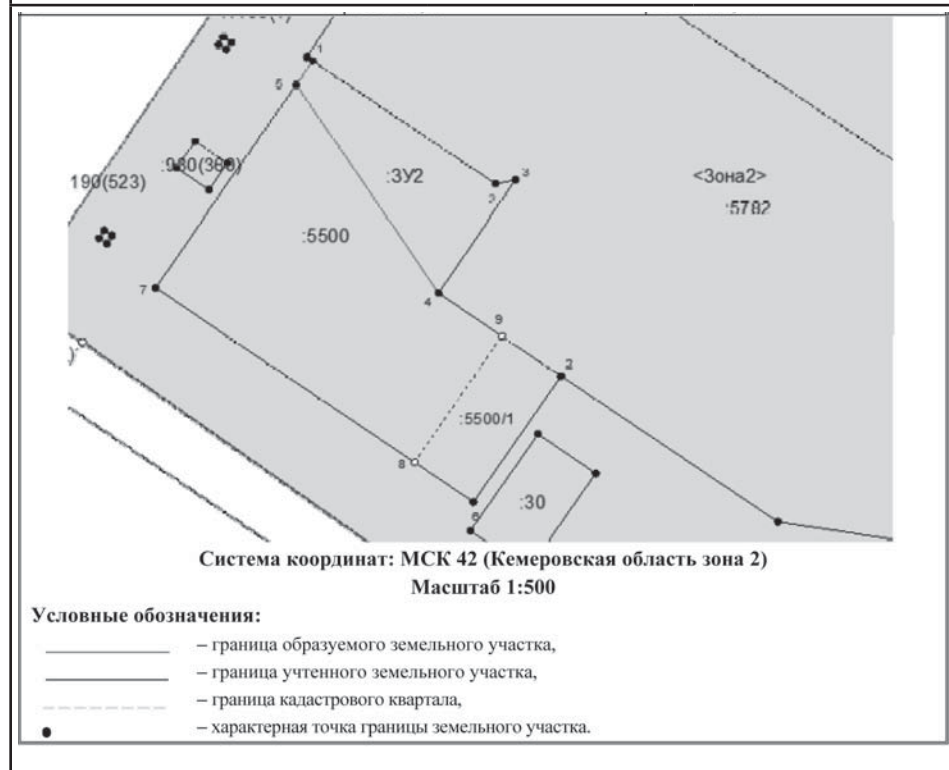 1
5
:980(386)
:ЗУ2
3
2
<Зона2>
190(523)
:5782
:5500
7
4
9
2
:5500/1
8
:30
6
Система координат: МСК 42 (Кемеровская область зона 2)
Масштаб 1:500
Условные обозначения:
– граница образуемого земельного участка,
– граница учтенного земельного участка,
– граница кадастрового квартала,
– характерная точка границы земельного участка.